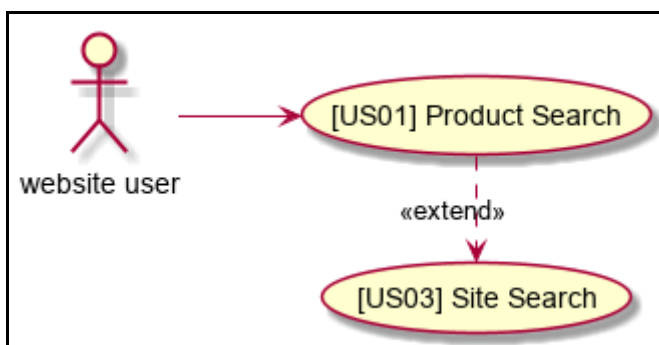 [US01] Product Search
website user
«extend»
[US03] Site Search